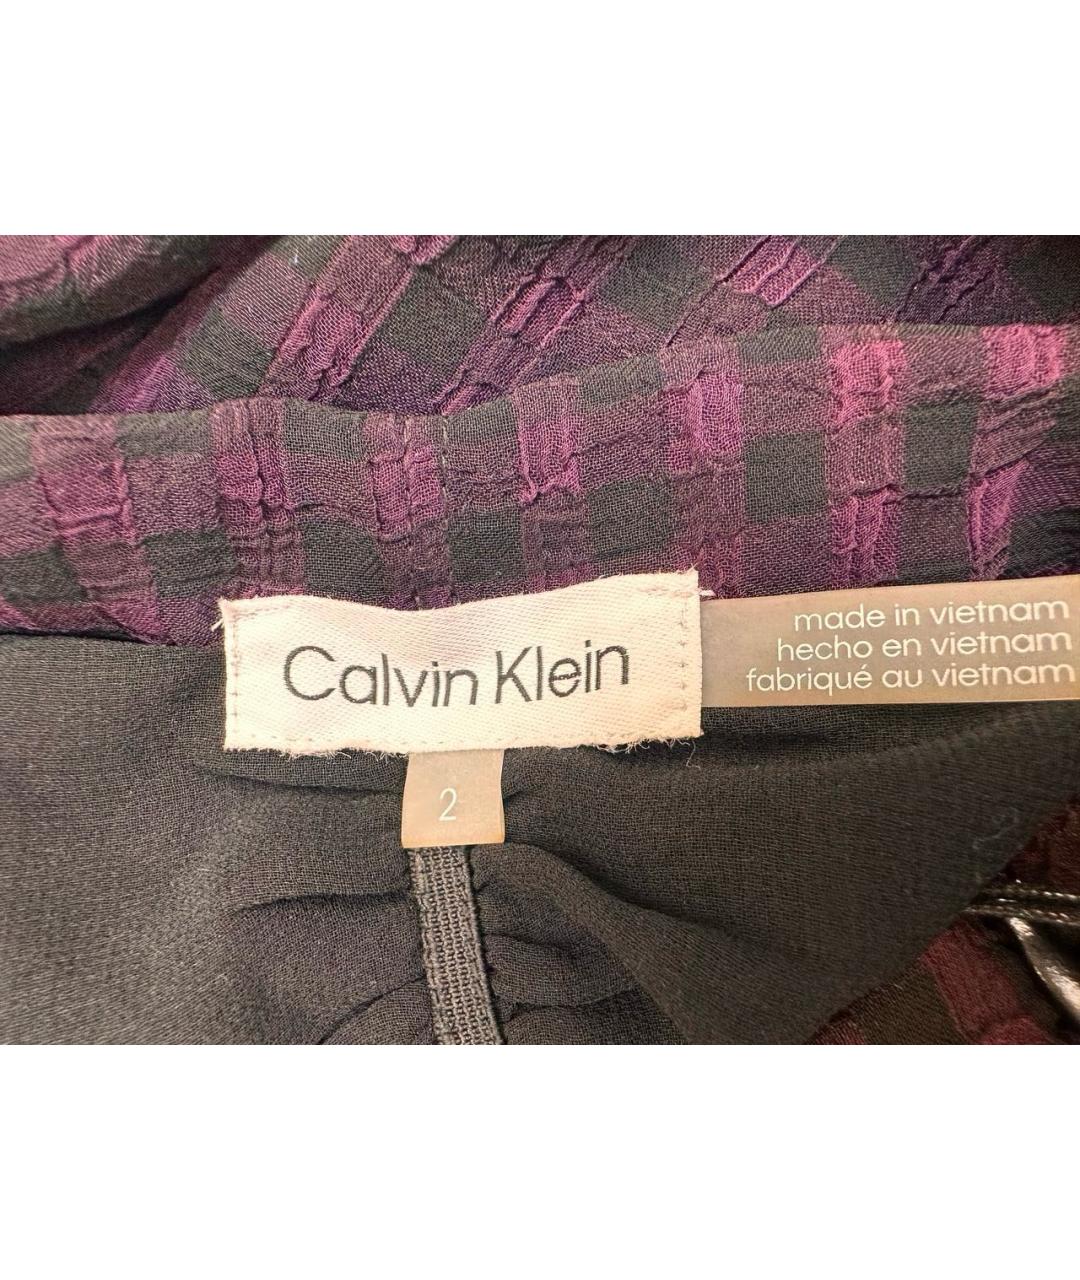 Calvin Klein
made in vietnam
hecho en vietnam
fabriqué au vietnam
2